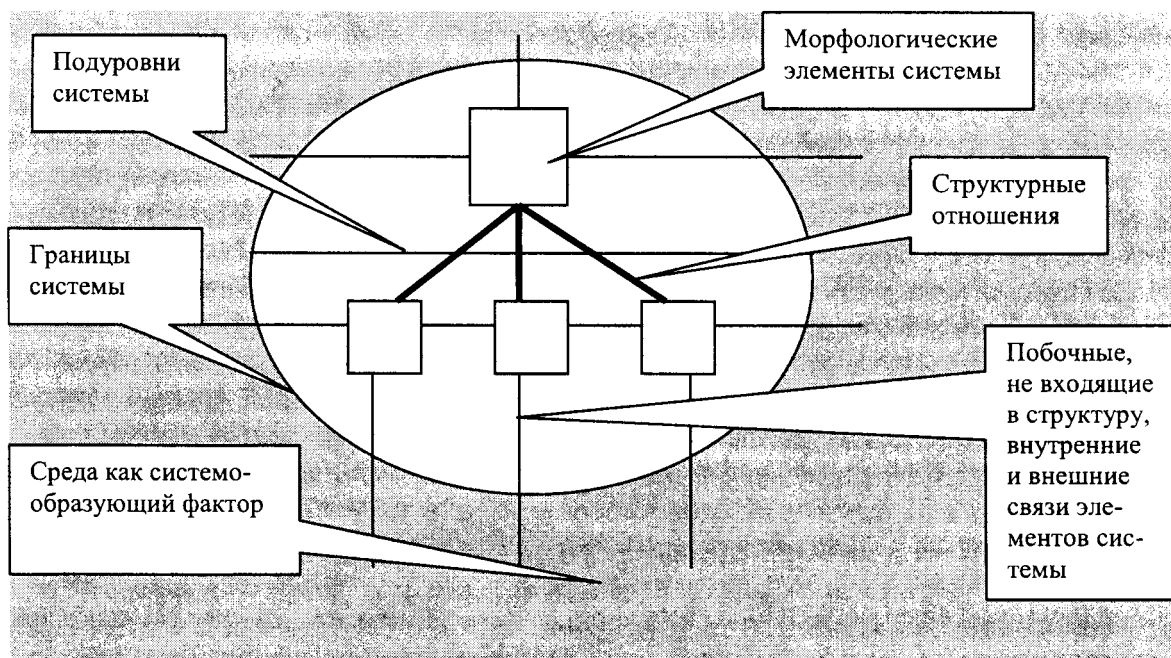 Подуровни
системы
Морфологические
элементы системы
Структурные
отношения
Границы
системы
Побочные,
не входящие
в структуру,
внутренние
и внешние
связи эле-
ментов сис-
темы
Среда как системо-
образующий фактор